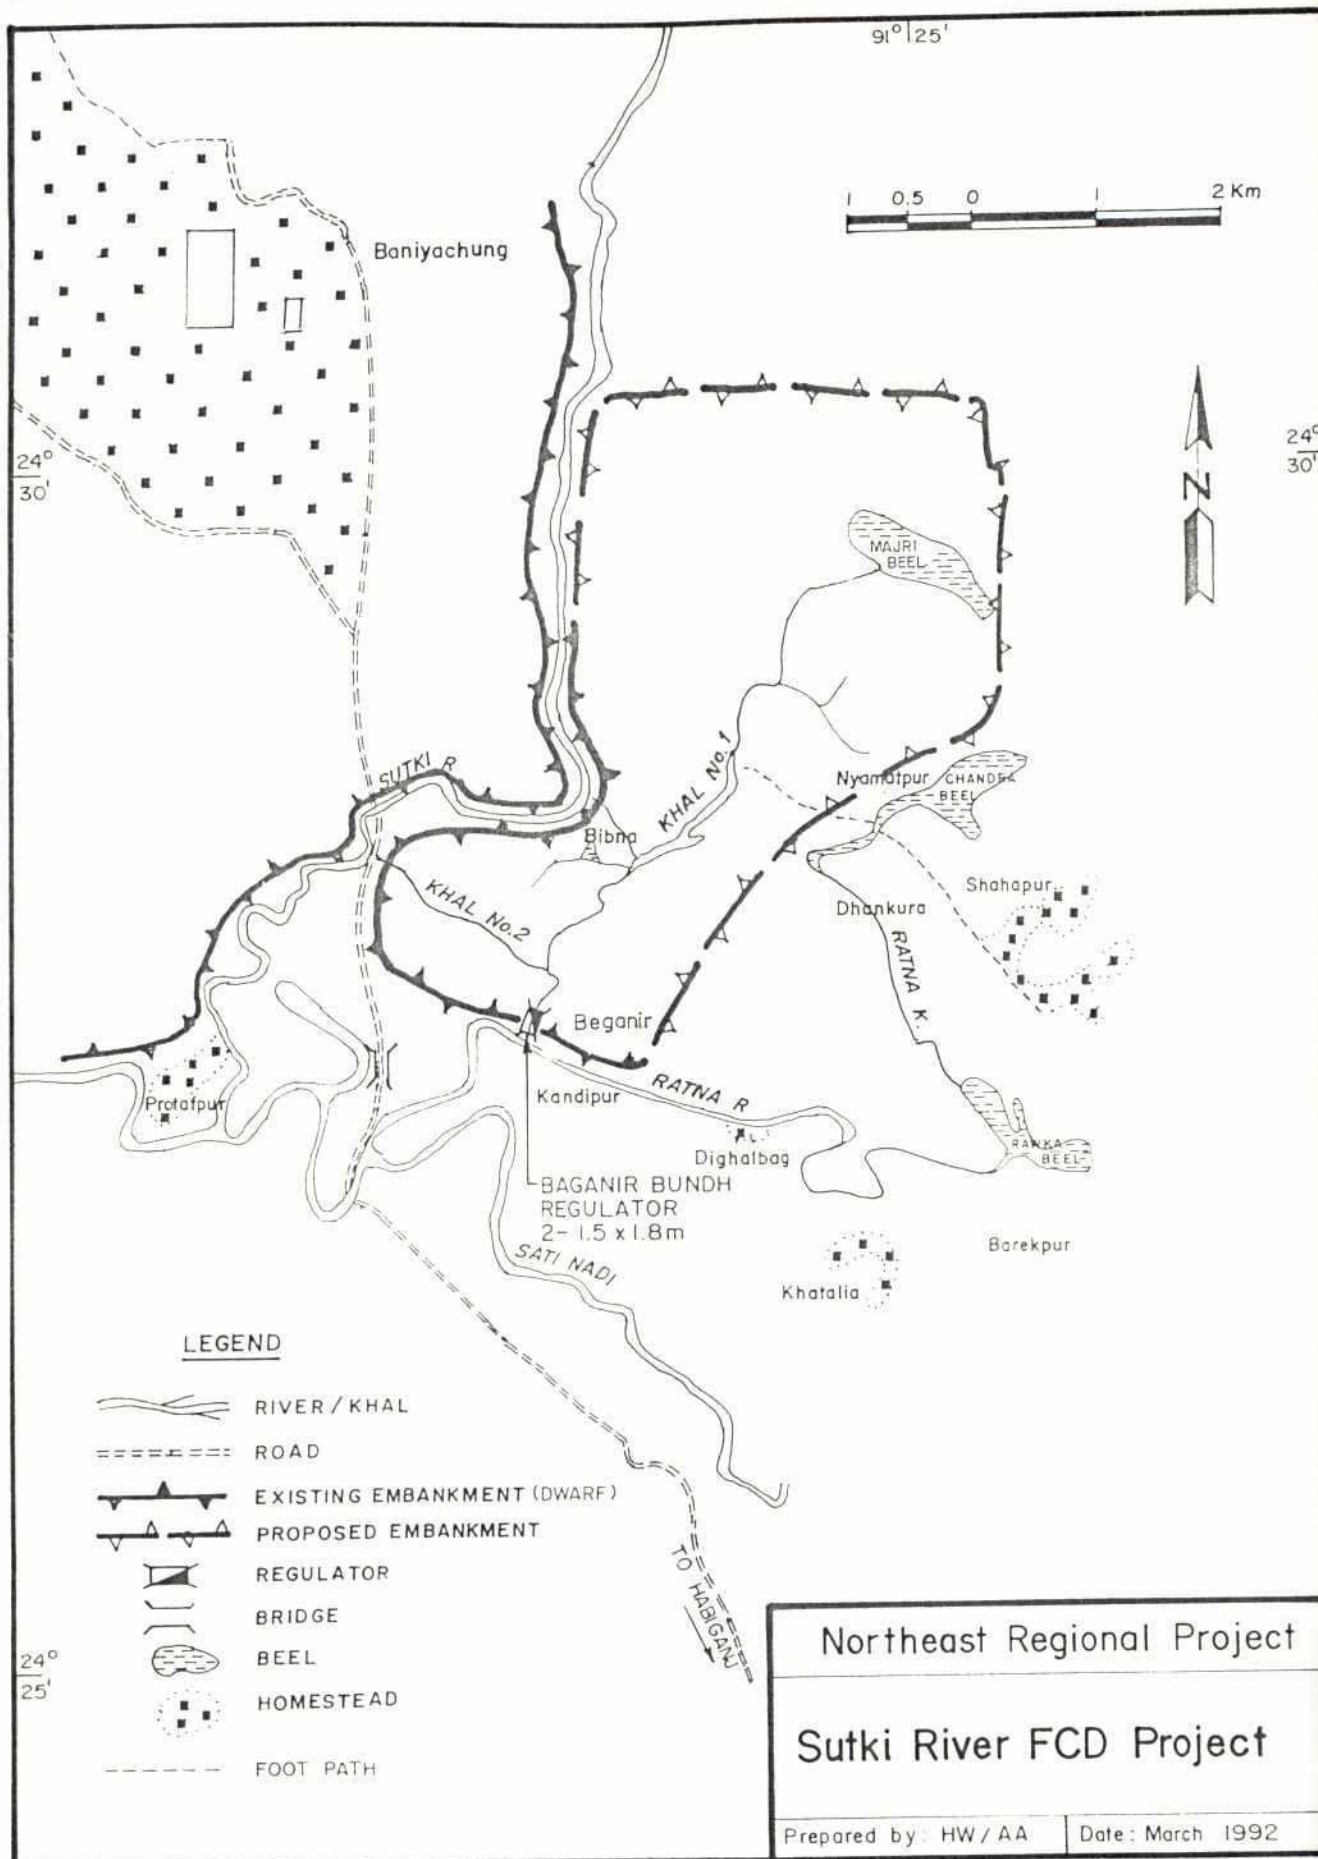 91° 25'
1 0.5 0 1 2 Km
Baniyachung
24°
30'
24°
30'
N
MAJRI
BEEL
KHAL No.1
SUTKI R
Nyamatpur
CHANDRA
BEEL
Bibna
KHAL No.2
Shahapur
Dhankura
RATNA K.
Beganir
RATNA R
Protafpur
Kandipur
Dighalbag
RANKA
BEEL
BAGANIR BUNDH
REGULATOR
2- 1.5 x 1.8m
SATI NADI
Barekpur
Khatalia
LEGEND
RIVER / KHAL
ROAD
EXISTING EMBANKMENT (DWARF)
PROPOSED EMBANKMENT
REGULATOR
BRIDGE
BEEL
HOMESTEAD
FOOT PATH
TO HABIGANJ
24°
25'
Northeast Regional Project
Sutki River FCD Project
Prepared by: HW / AA
Date: March 1992